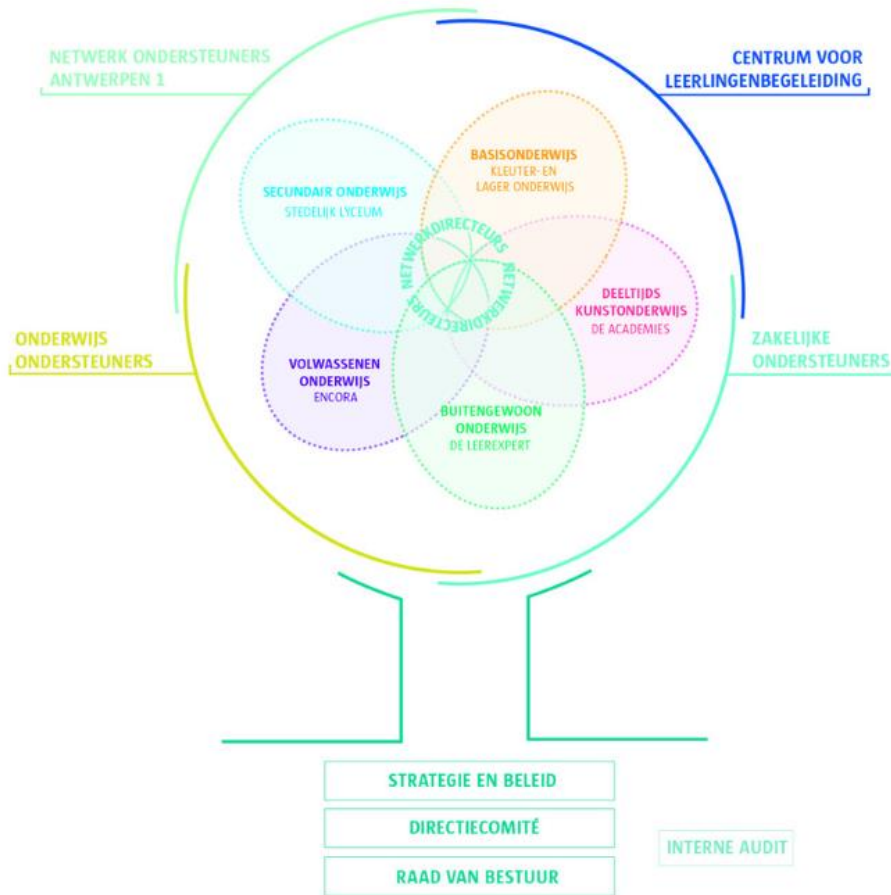 NETWERK ONDERSTEUNERS
ANTWERPEN 1
CENTRUM VOOR
LEERLINGENBEGELEIDING
BASISONDERWIJS
KLEUTER- EN
LAGER ONDERWIJS
SECUNDAIR ONDERWIJS
STEDELIJK LYCEUM
NETWERKDIRECTEURS
NETWERKDIRECTEURS
DEELTIJDS
KUNSTONDERWIJS
DE ACADEMIES
ONDERWIJS
ONDERSTEUNERS
ZAKELIJKE
ONDERSTEUNERS
VOLWASSENEN
ONDERWIJS
ENCORA
BUITENGEWOON
ONDERWIJS
DE LEEREXPERT
STRATEGIE EN BELEID
DIRECTIECOMITÉ
INTERNE AUDIT
RAAD VAN BESTUUR